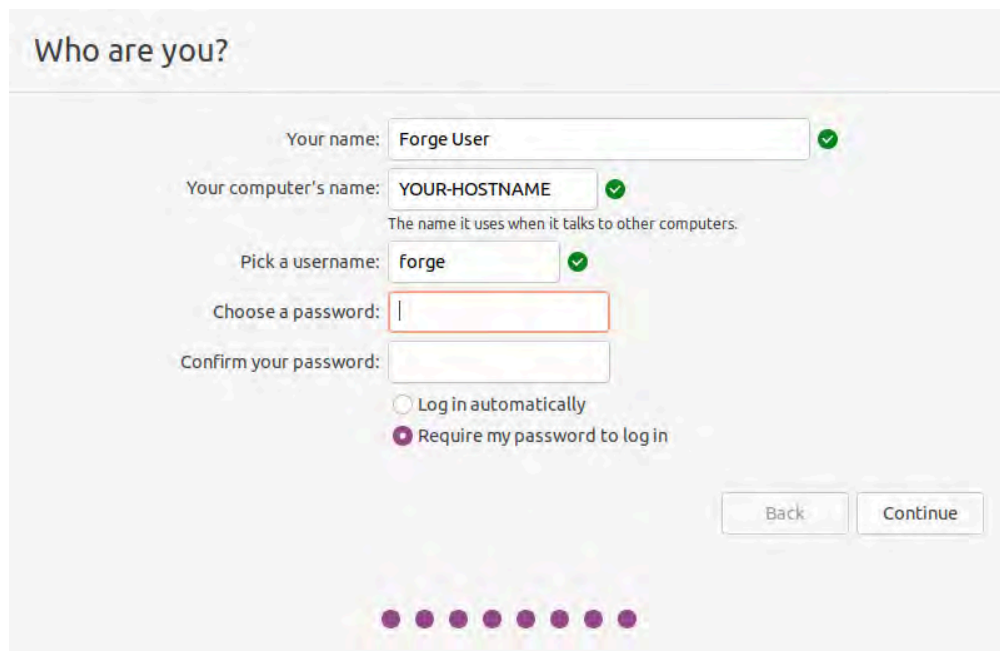 Who are you?
Your name: Forge User
Your computer's name: YOUR-HOSTNAME
The name it uses when it talks to other computers.
Pick a username: forge
Choose a password:
Confirm your password:
Log in automatically
Require my password to log in
Back Continue